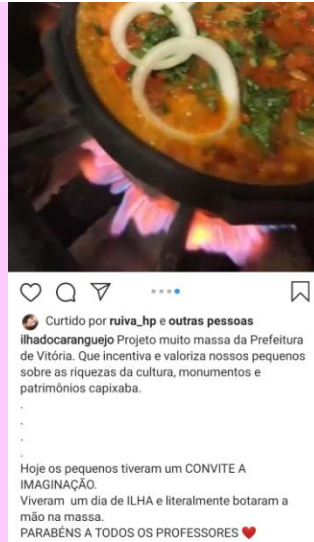 Curtido por ruiva_hp e outras pessoas
ilhadocaranguejo Projeto muito massa da Prefeitura
de Vitória. Que incentiva e valoriza nossos pequenos
sobre as riquezas da cultura, monumentos e
patrimônios capixaba.
.
.
.
.
Hoje os pequenos tiveram um CONVITE A
IMAGINAÇÃO.
Viveram um dia de ILHA e literalmente botaram a
mão na massa.
PARABÉNS A TODOS OS PROFESSORES ❤️